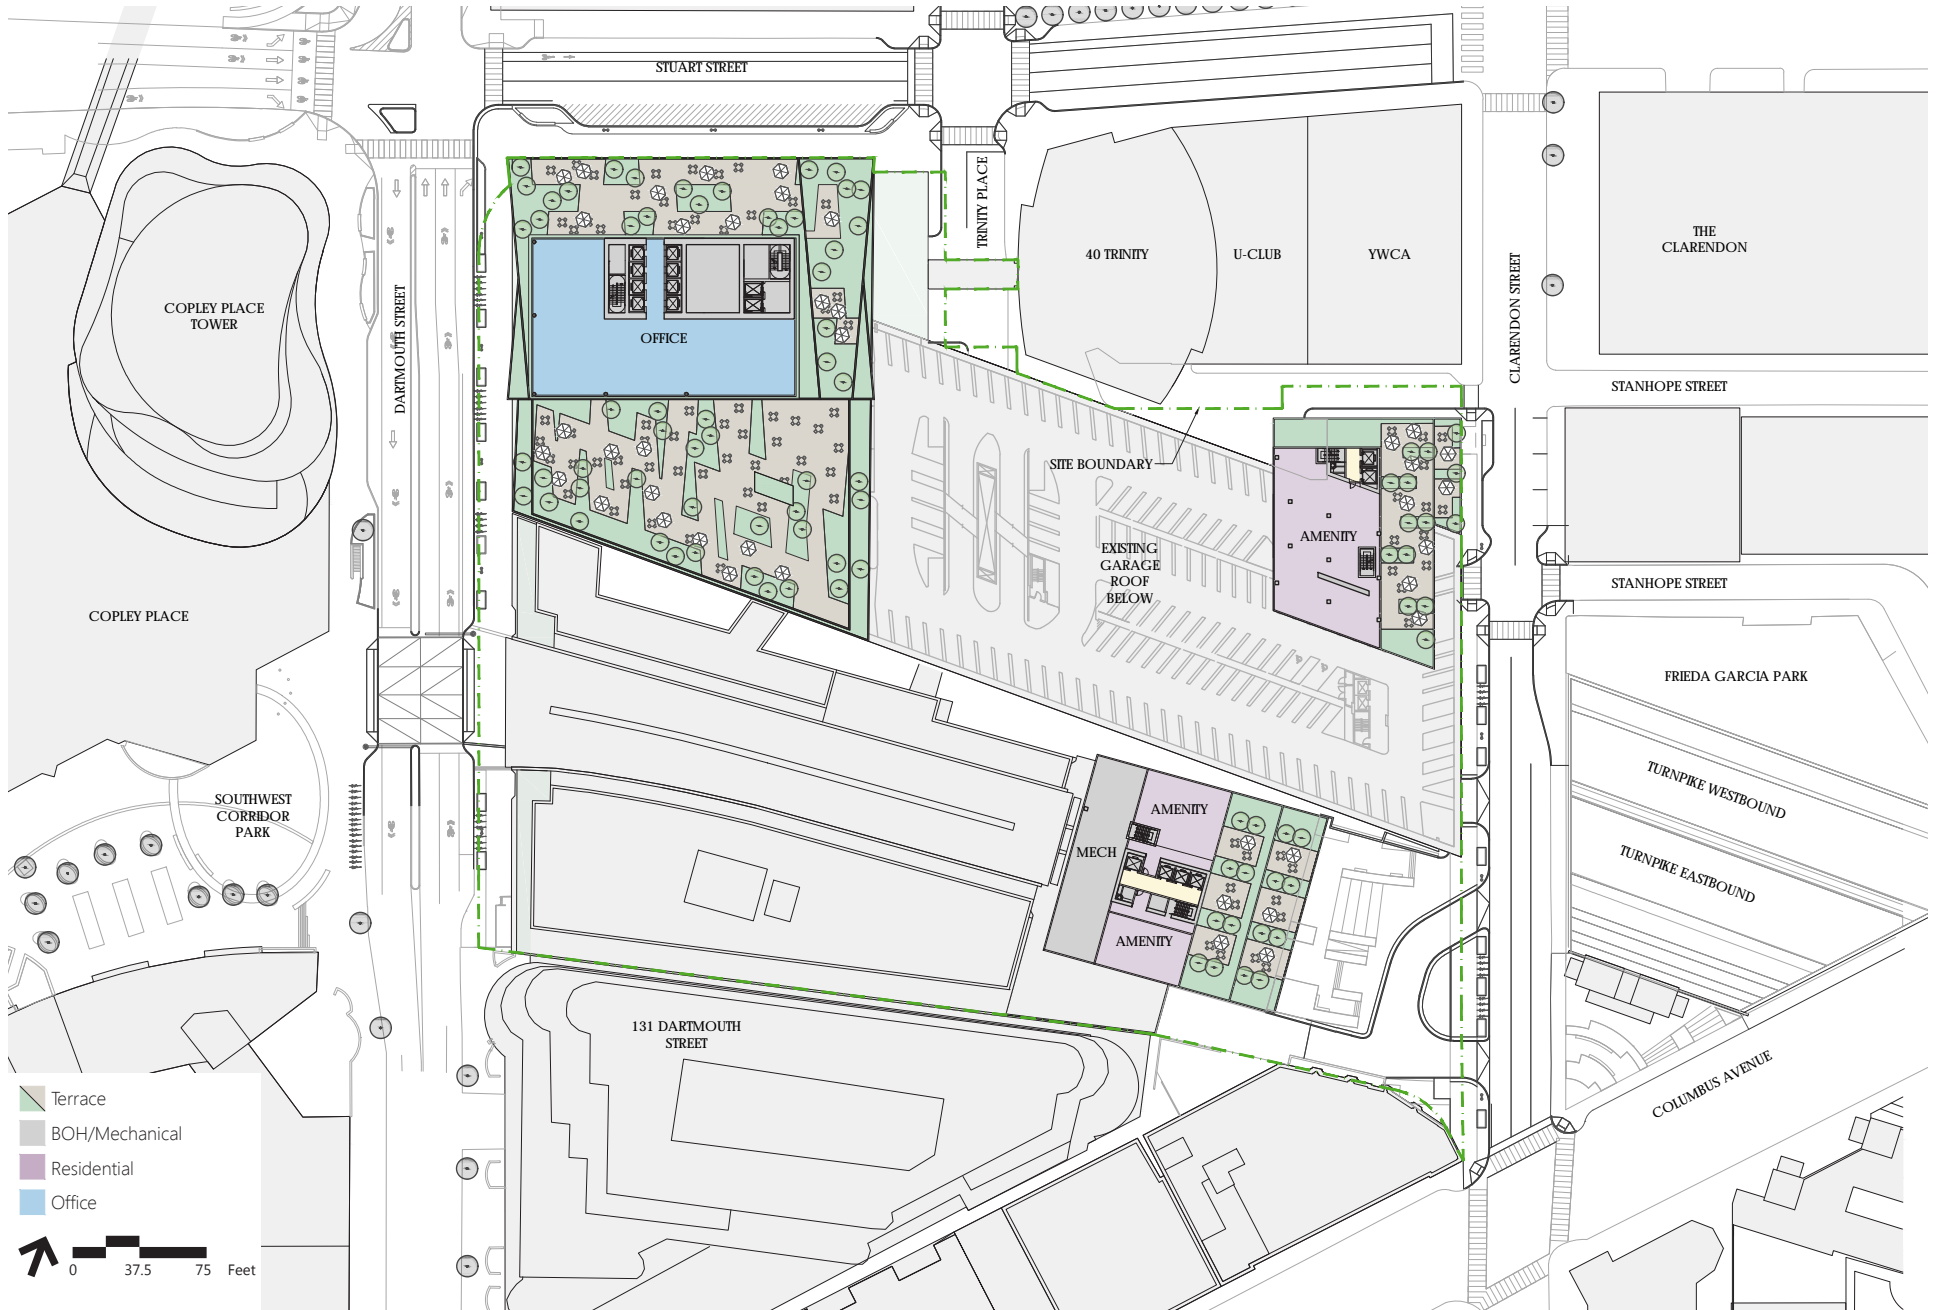 STUART STREET
TRINITY PLACE
40 TRINITY
U-CLUB
YWCA
THE
CLARENDON
CLARENDON STREET
COPLEY PLACE
TOWER
DARTMOUTH STREET
OFFICE
STANHOPE STREET
SITE BOUNDARY
EXISTING
GARAGE
ROOF
BELOW
AMENITY
STANHOPE STREET
COPLEY PLACE
FRIEDA GARCIA PARK
TURNPIKE WESTBOUND
SOUTHWEST
CORRIDOR
PARK
AMENITY
MECH
TURNPIKE EASTBOUND
AMENITY
131 DARTMOUTH
STREET
COLUMBUS AVENUE
Terrace
BOH/Mechanical
Residential
Office
0 37.5 75 Feet